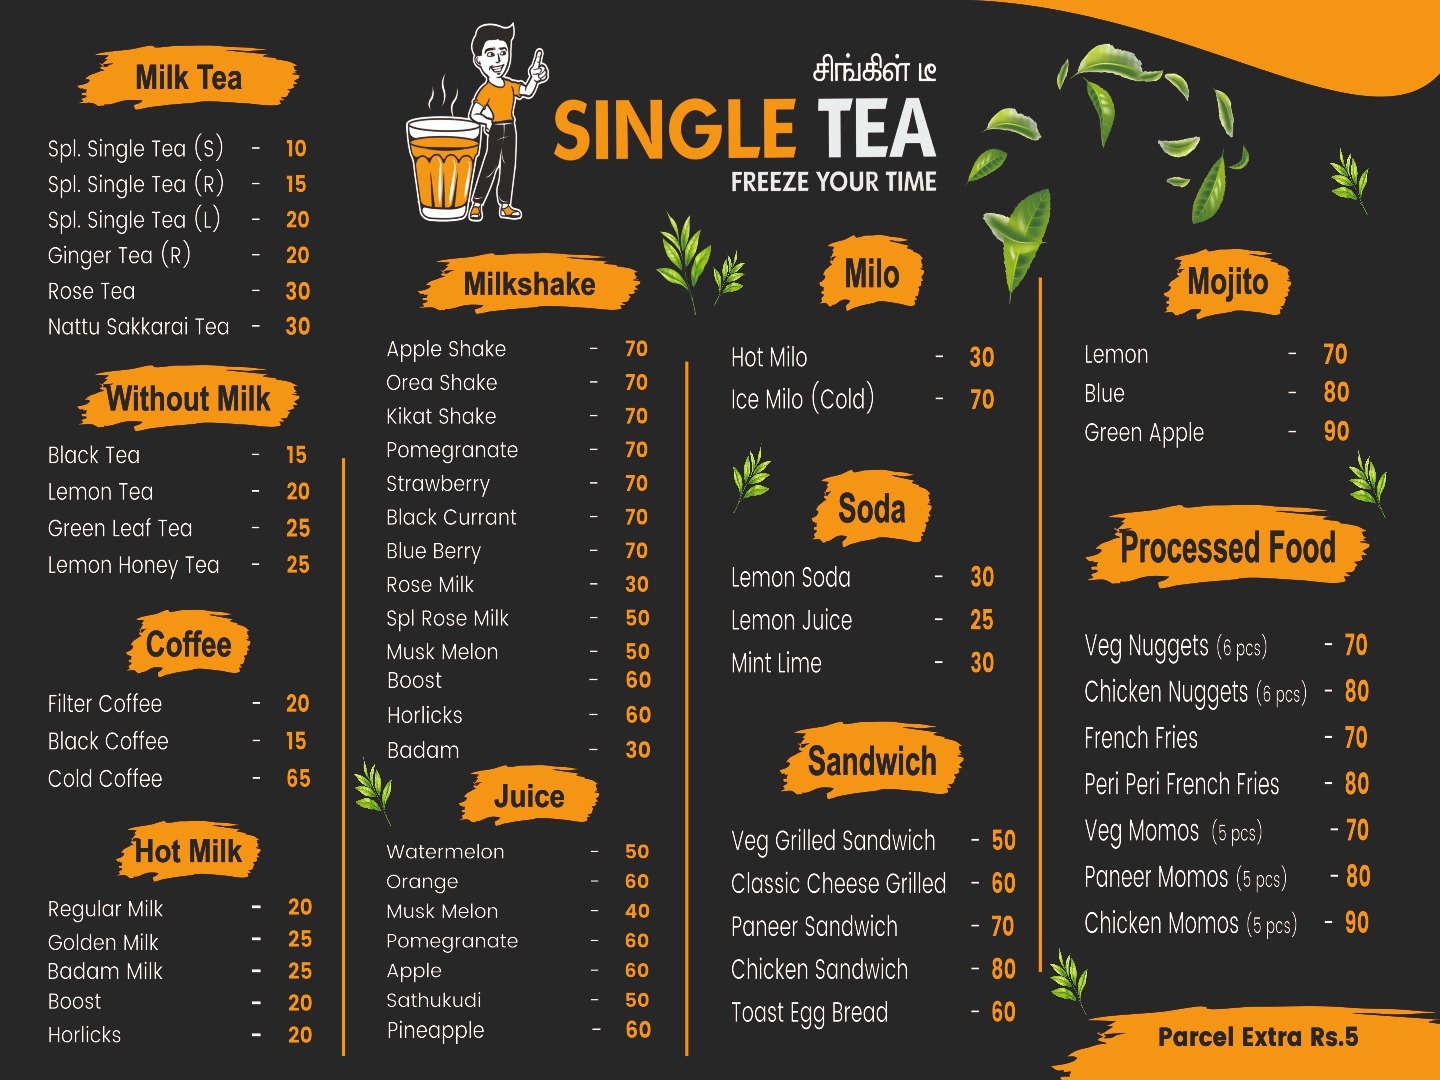 சிங்கிள் டீ
SINGLE TEA
FREEZE YOUR TIME
Milk Tea
Spl. Single Tea (S) - 10
Spl. Single Tea (R) - 15
Spl. Single Tea (L) - 20
Ginger Tea (R) - 20
Rose Tea - 30
Nattu Sakkarai Tea - 30
Without Milk
Black Tea - 15
Lemon Tea - 20
Green Leaf Tea - 25
Lemon Honey Tea - 25
Coffee
Filter Coffee - 20
Black Coffee - 15
Cold Coffee - 65
Hot Milk
Regular Milk - 20
Golden Milk - 25
Badam Milk - 25
Boost - 20
Horlicks - 20
Milkshake
Apple Shake - 70
Orea Shake - 70
Kikat Shake - 70
Pomegranate - 70
Strawberry - 70
Black Currant - 70
Blue Berry - 70
Rose Milk - 30
Spl Rose Milk - 50
Musk Melon - 50
Boost - 60
Horlicks - 60
Badam - 30
Juice
Watermelon - 50
Orange - 60
Musk Melon - 40
Pomegranate - 60
Apple - 60
Sathukudi - 50
Pineapple - 60
Milo
Hot Milo - 30
Ice Milo (Cold) - 70
Soda
Lemon Soda - 30
Lemon Juice - 25
Mint Lime - 30
Sandwich
Veg Grilled Sandwich - 50
Classic Cheese Grilled - 60
Paneer Sandwich - 70
Chicken Sandwich - 80
Toast Egg Bread - 60
Mojito
Lemon - 70
Blue - 80
Green Apple - 90
Processed Food
Veg Nuggets (6 pcs) - 70
Chicken Nuggets (6 pcs) - 80
French Fries - 70
Peri Peri French Fries - 80
Veg Momos (5 pcs) - 70
Paneer Momos (5 pcs) - 80
Chicken Momos (5 pcs) - 90
Parcel Extra Rs.5